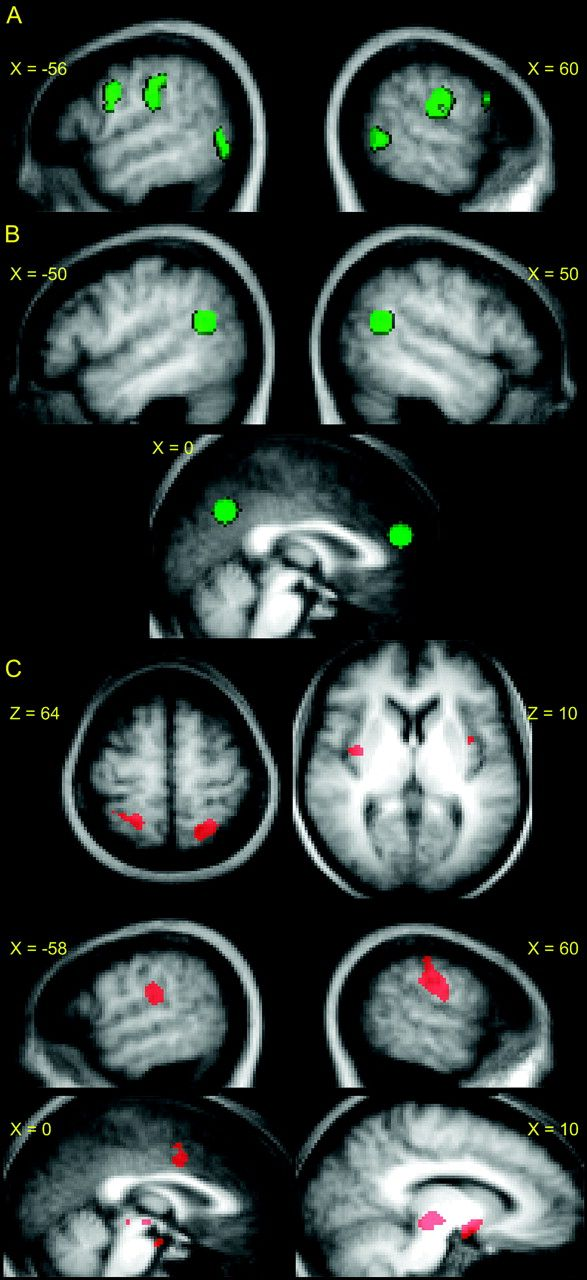 A
X = -56
X = 60
B
X = -50
X = 50
X = 0
C
Z = 64
Z = 10
X = -58
X = 60
X = 0
X = 10